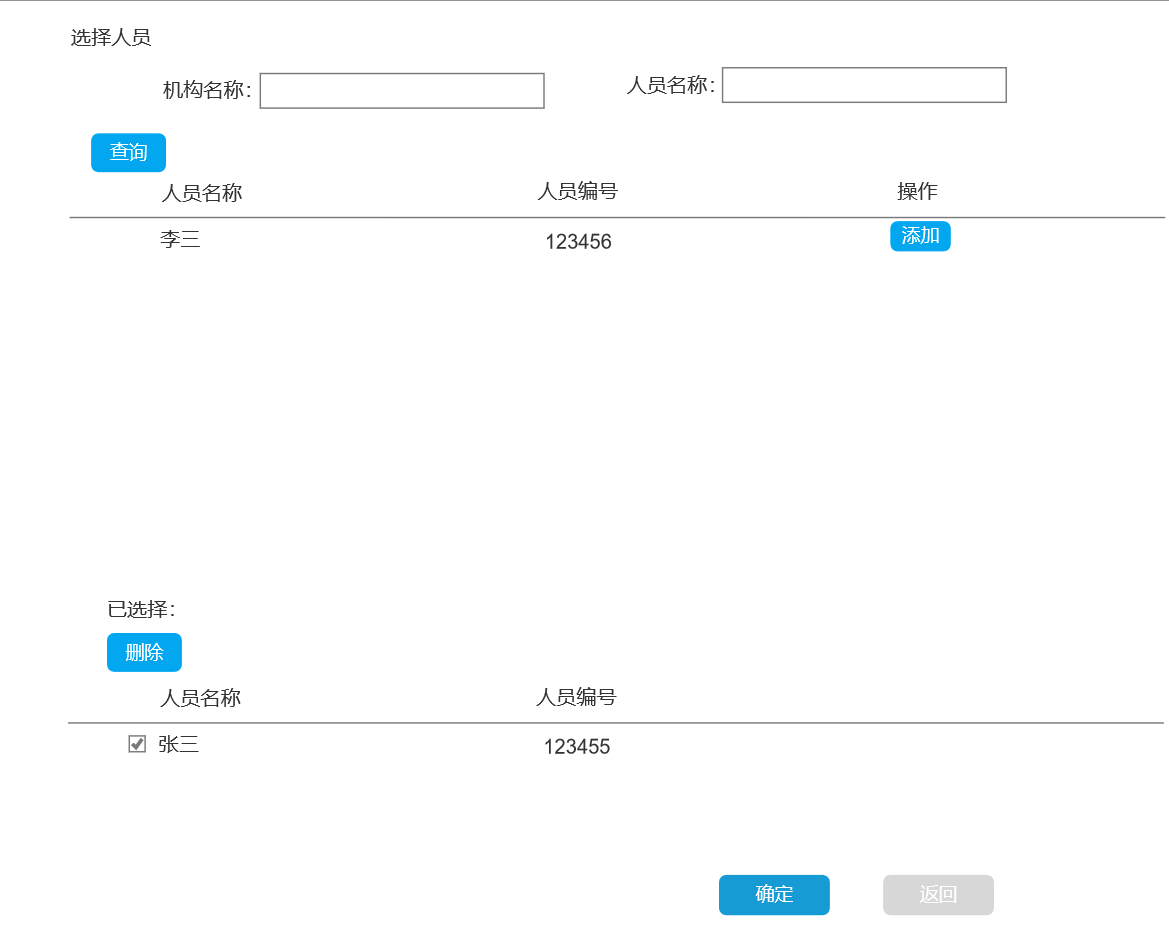 选择人员
机构名称： 人员名称：
查询
人员名称 人员编号 操作
李三 123456 添加
已选择：
删除
人员名称 人员编号
张三 123455
确定 返回